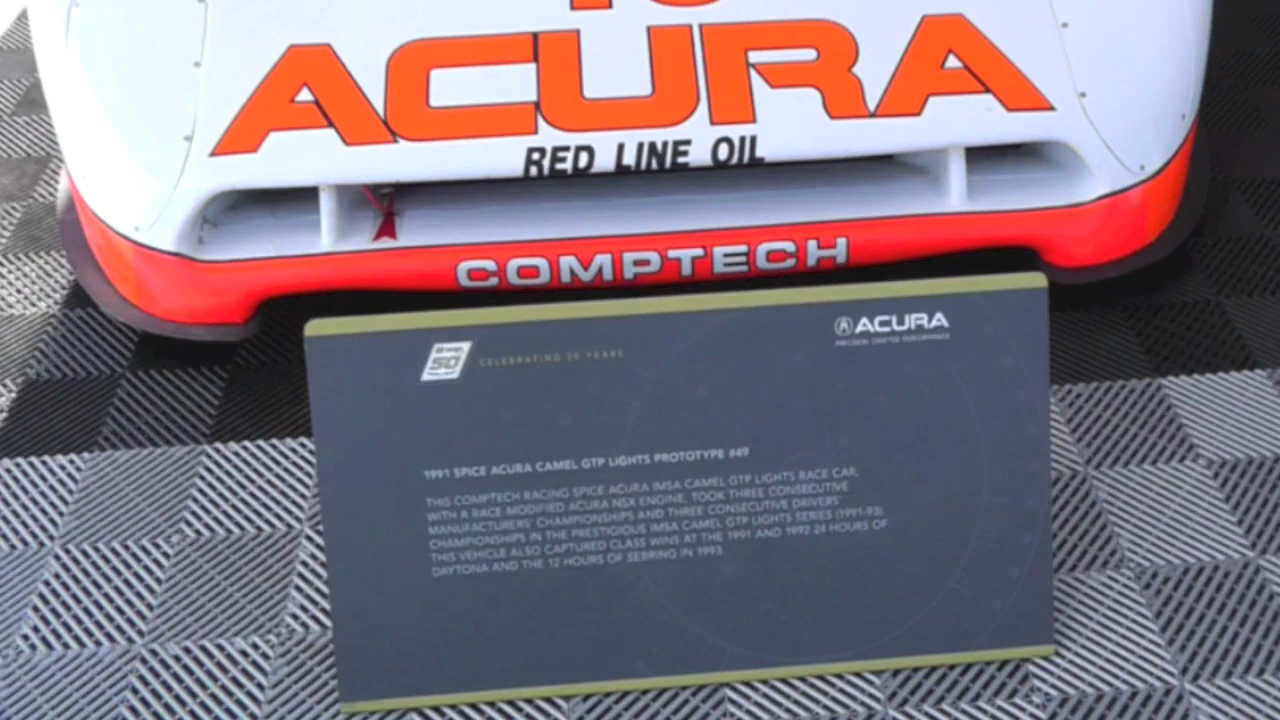 ACURA
RED LINE OIL
COMPTECH
ACURA
50
CELEBRATING 50 YEARS
PRECISION CRAFTED PERFORMANCE
1991 SPICE ACURA CAMEL GTP LIGHTS PROTOTYPE #49
THIS COMPTECH RACING SPICE ACURA IMSA CAMEL GTP LIGHTS RACE CAR,
WITH A RACE-MODIFIED ACURA NSX ENGINE, TOOK THREE CONSECUTIVE
MANUFACTURERS' CHAMPIONSHIPS AND THREE CONSECUTIVE DRIVERS'
CHAMPIONSHIPS IN THE PRESTIGIOUS IMSA CAMEL GTP LIGHTS SERIES (1991-93).
THIS VEHICLE ALSO CAPTURED CLASS WINS AT THE 1991 AND 1992 24 HOURS OF
DAYTONA AND THE 12 HOURS OF SEBRING IN 1993.